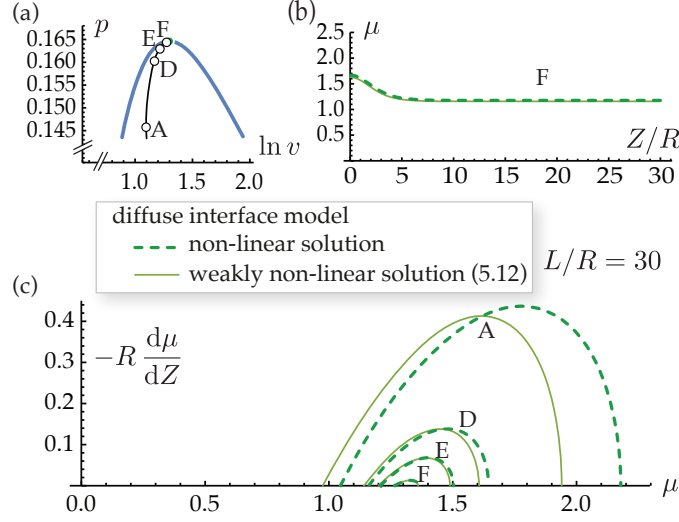 (a)
p
0.165
0.160
0.155
0.150
0.145
E F
D
A
ln v
1.0
1.5
2.0
(b)
μ
2.5
2.0
1.5
1.0
0.5
F
Z/R
0 5 10 15 20 25 30
diffuse interface model
non-linear solution
weakly non-linear solution (5.12)
L/R = 30
(c)
0.4
0.3
0.2
0.1
−R dμ/dZ
A
D
E
F
0.0 0.5 1.0 1.5 2.0
μ